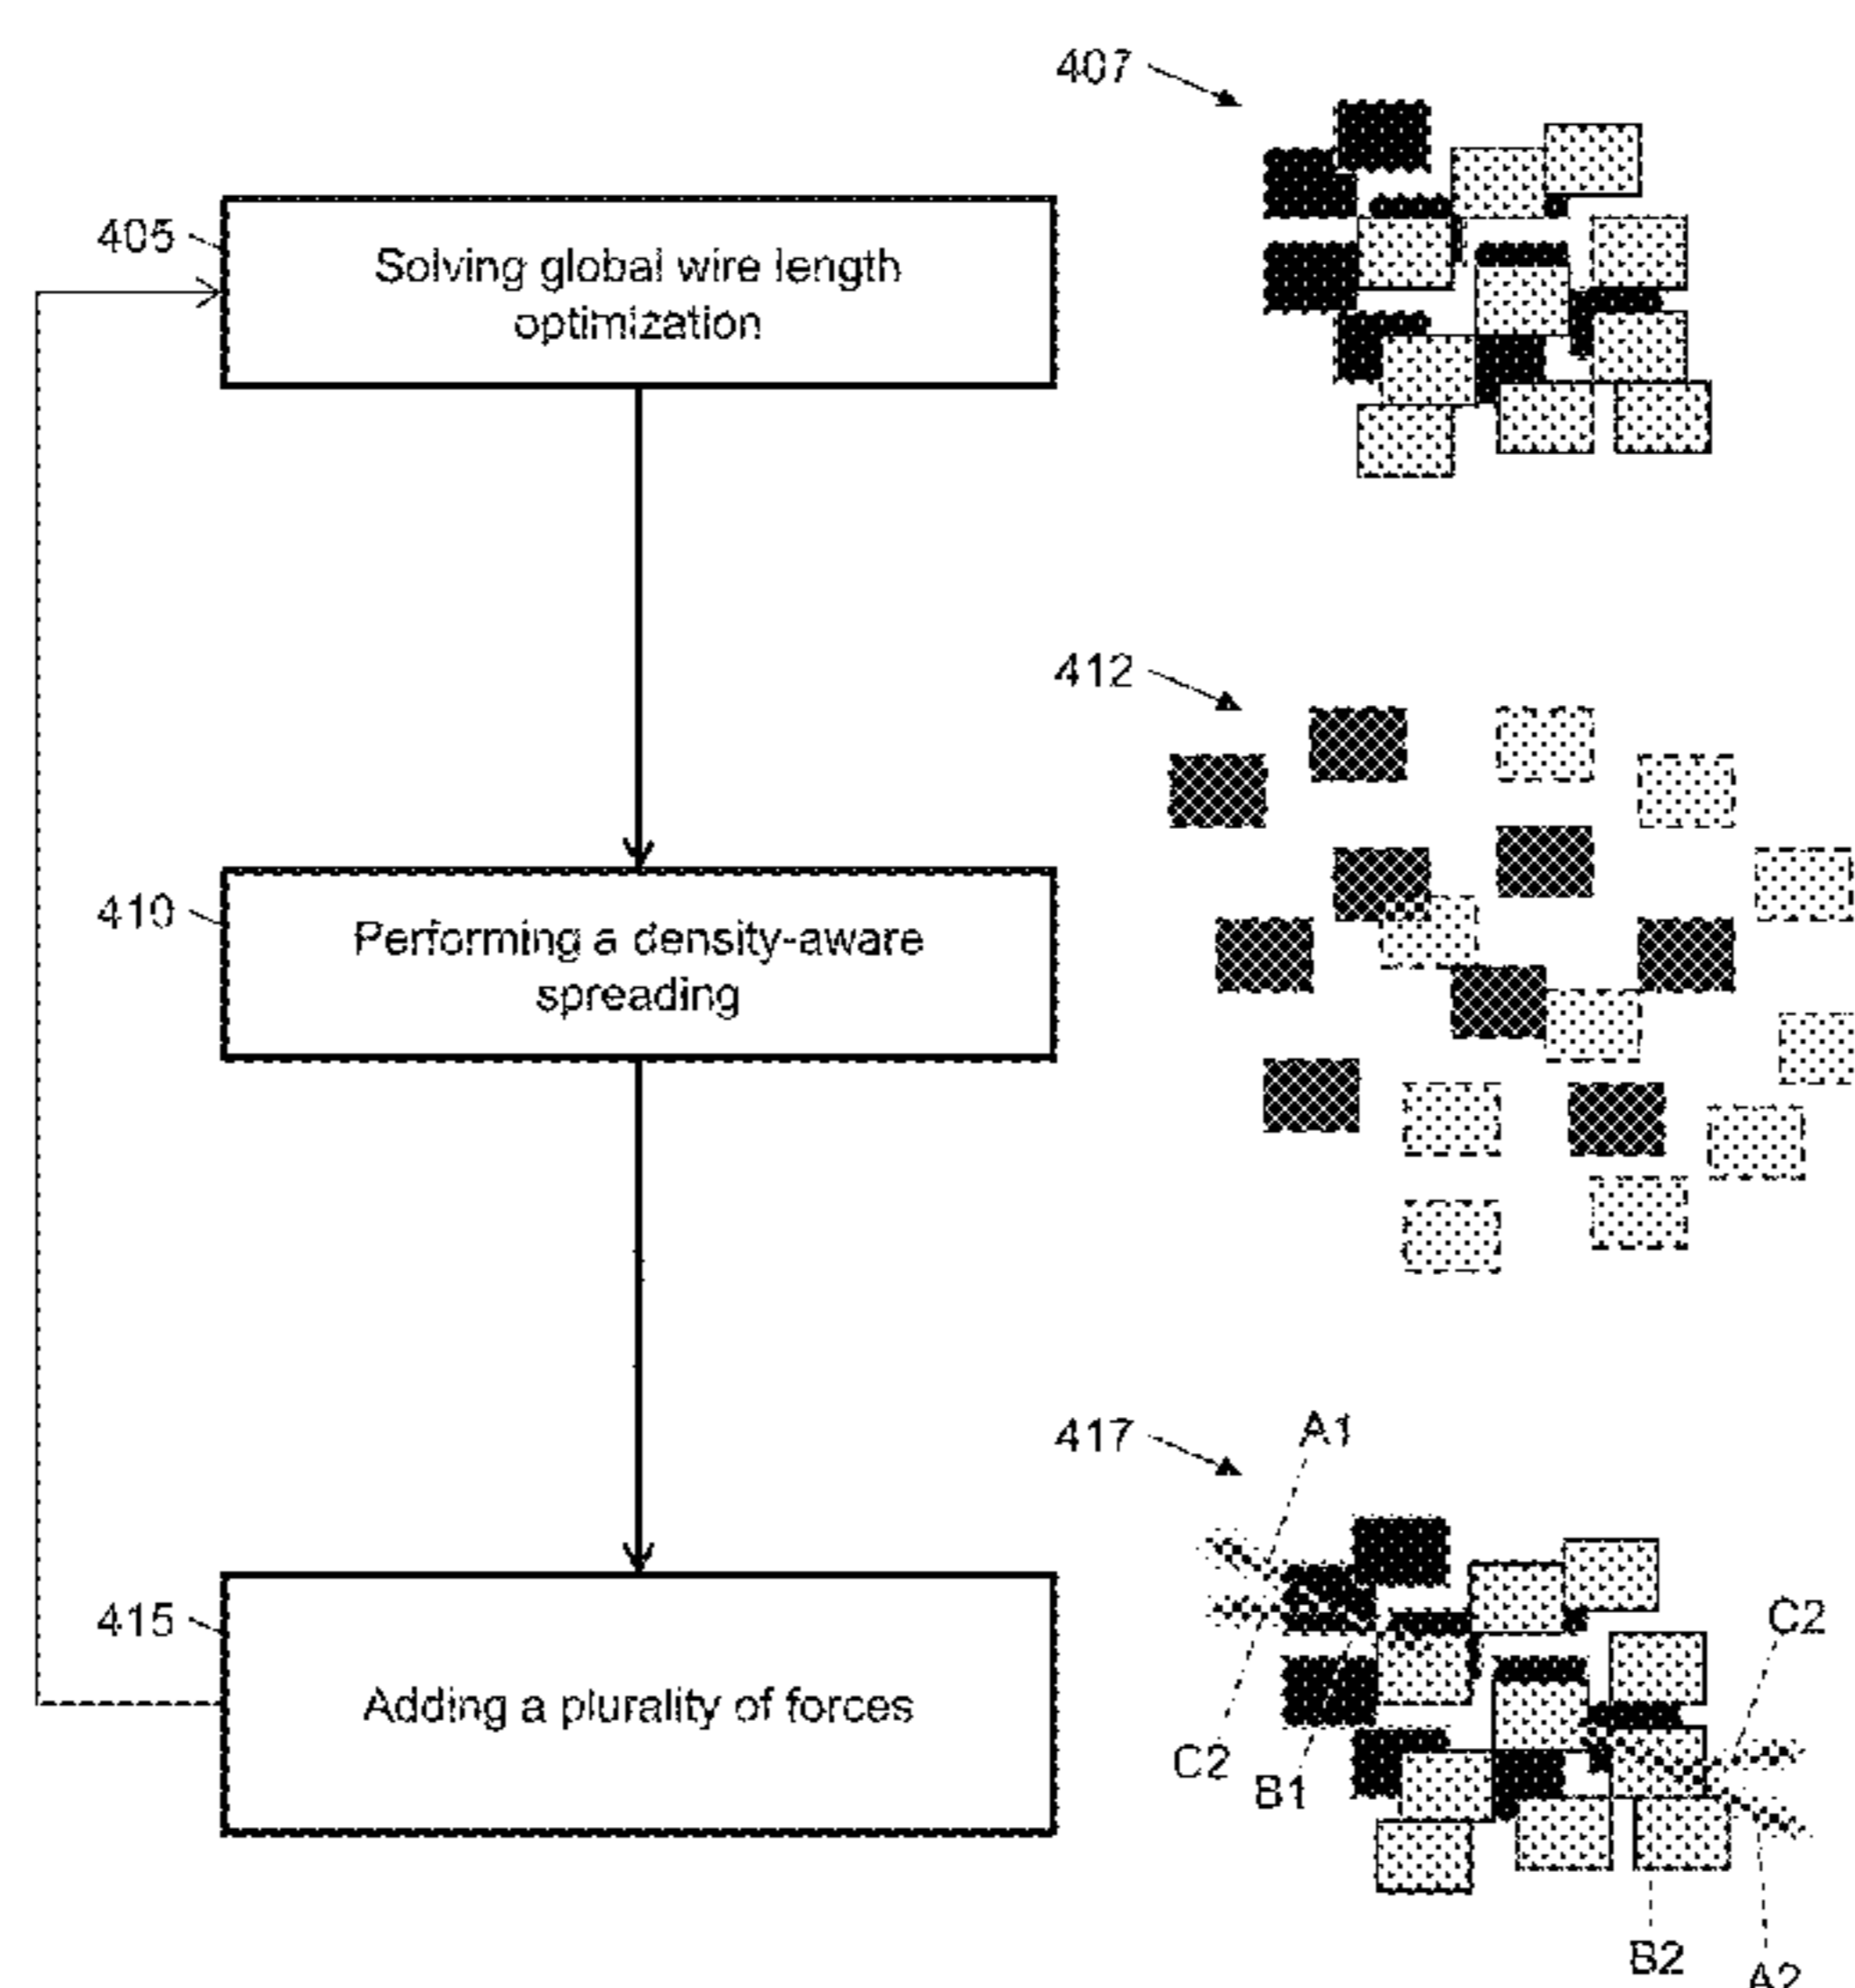 407
405
Solving global wire length
optimization
412
410
Performing a density-aware
spreading
417
A1
415
Adding a plurality of forces
C2
C2
B1
B2
A2